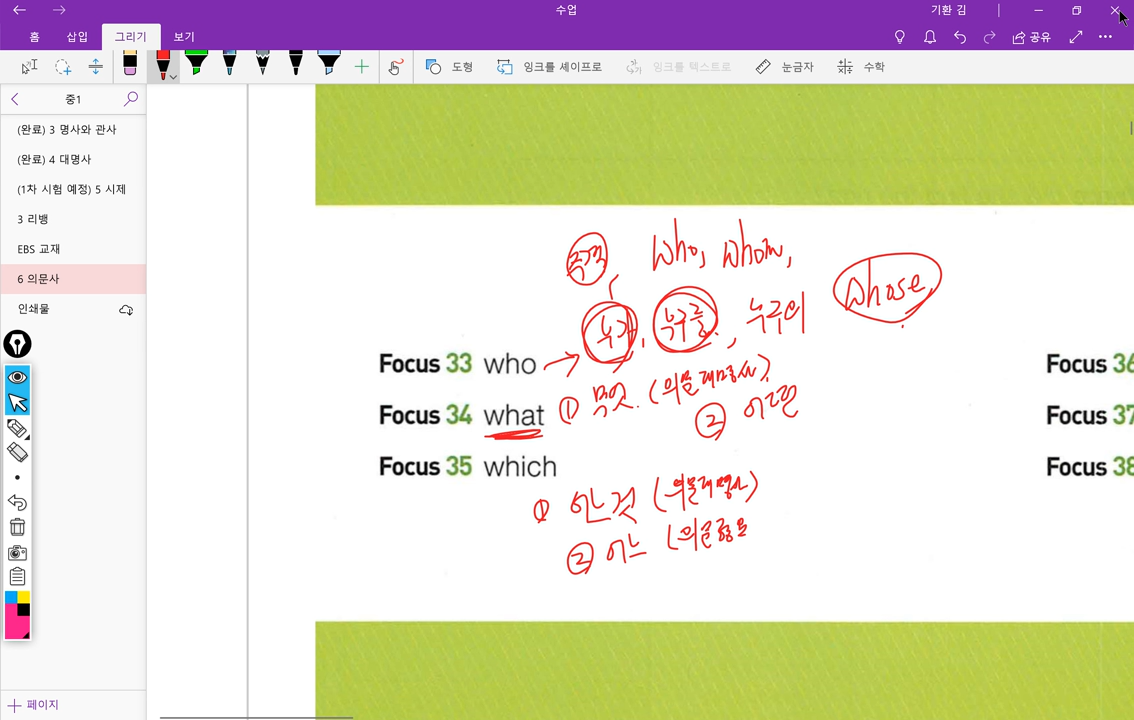 수업
기환 김
홈 삽입 그리기 보기
공유
도형 잉크를 셰이프로 잉크를 텍스트로 눈금자 수학
중1
(완료) 3 명사와 관사
(완료) 4 대명사
(1차 시험 예정) 5 시제
3 리뱅
EBS 교재
6 의문사
인쇄물
페이지
주격 who, whom, whose
누가, 누구를, 누구의
Focus 33 who
① 무엇. (의문대명사),
Focus 34 what
② 어떤
Focus 35 which
① 어느 것 (의문대명사)
② 어느 (의문형용
Focus 36
Focus 37
Focus 38